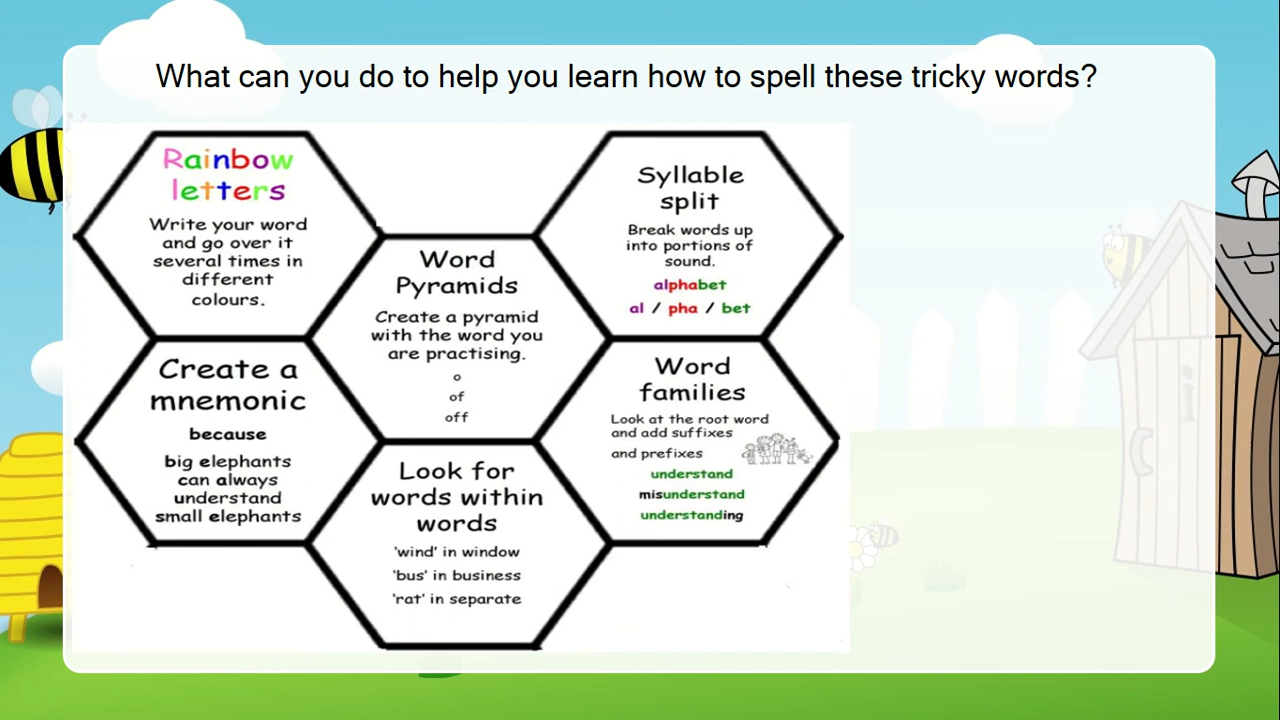 What can you do to help you learn how to spell these tricky words?
Rainbow
letters
Write your word
and go over it
several times in
different
colours.
Word
Pyramids
Create a pyramid
with the word you
are practising.
o
of
off
Syllable
split
Break words up
into portions of
sound.
alphabet
al / pha / bet
Create a
mnemonic
because
big elephants
can always
understand
small elephants
Look for
words within
words
'wind' in window
'bus' in business
'rat' in separate
Word
families
Look at the root word
and add suffixes
and prefixes
understand
misunderstand
understanding